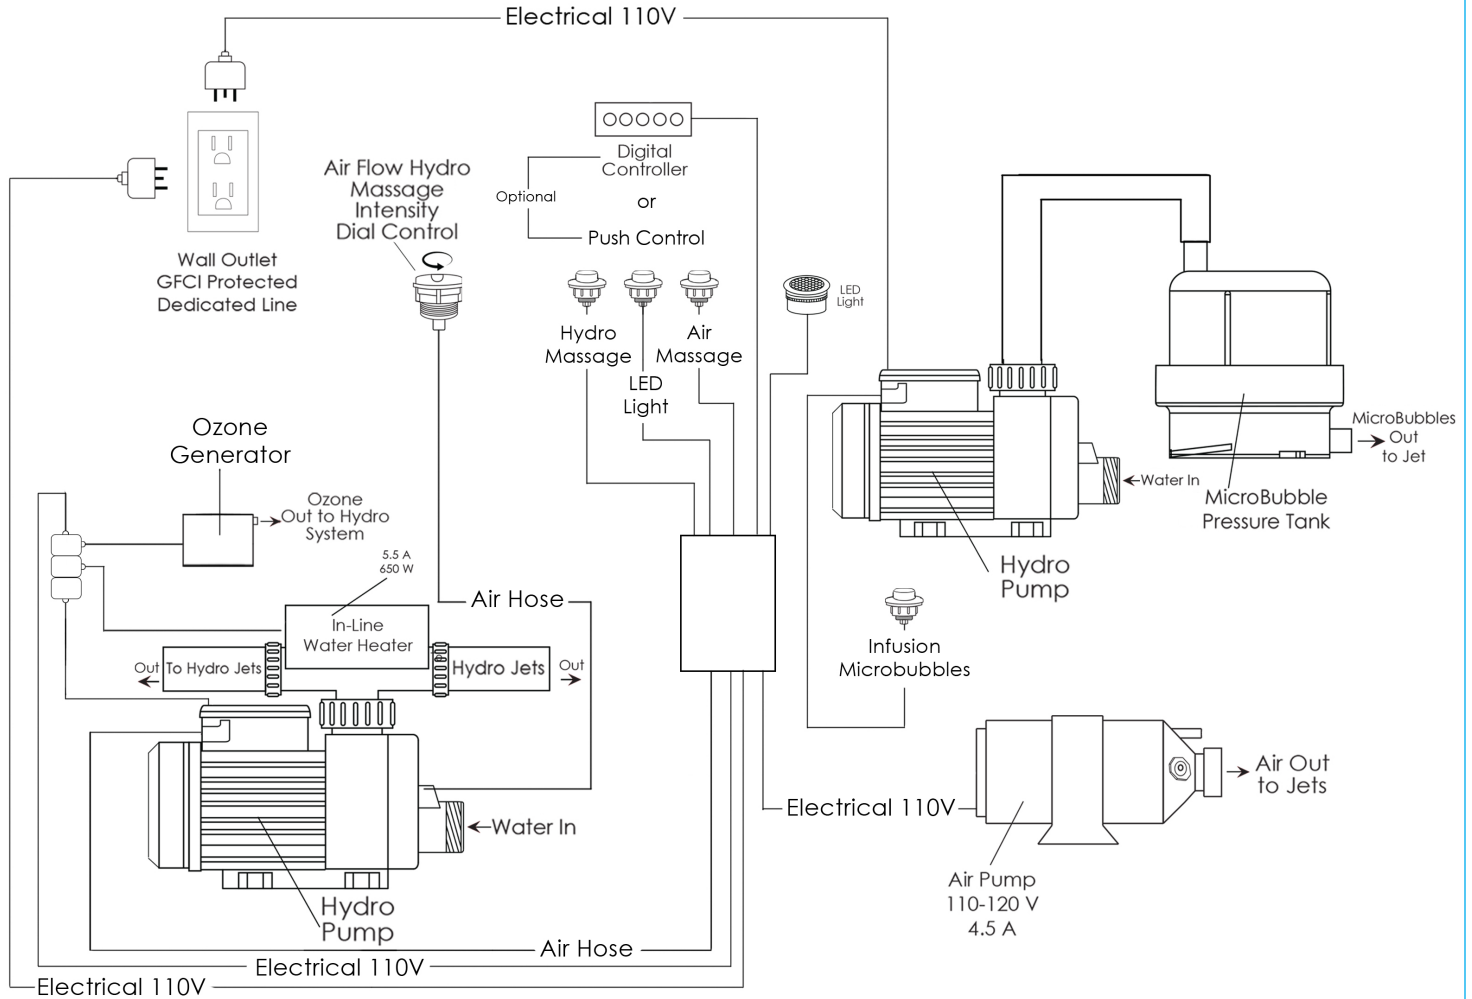 Electrical 110V
Wall Outlet
GFCI Protected
Dedicated Line
Air Flow Hydro
Massage
Intensity
Dial Control
Digital
Controller
Optional
or
Push Control
Hydro
Massage
LED
Light
Air
Massage
LED
Light
MicroBubbles
Out
to Jet
Water In
MicroBubble
Pressure Tank
Hydro
Pump
Ozone
Generator
Ozone
Out to Hydro
System
5.5 A
650 W
Air Hose
In-Line
Water Heater
Out
To Hydro Jets
Hydro Jets
Out
Infusion
Microbubbles
Water In
Hydro
Pump
Electrical 110V
Air Out
to Jets
Air Pump
110-120 V
4.5 A
Air Hose
Electrical 110V
Electrical 110V